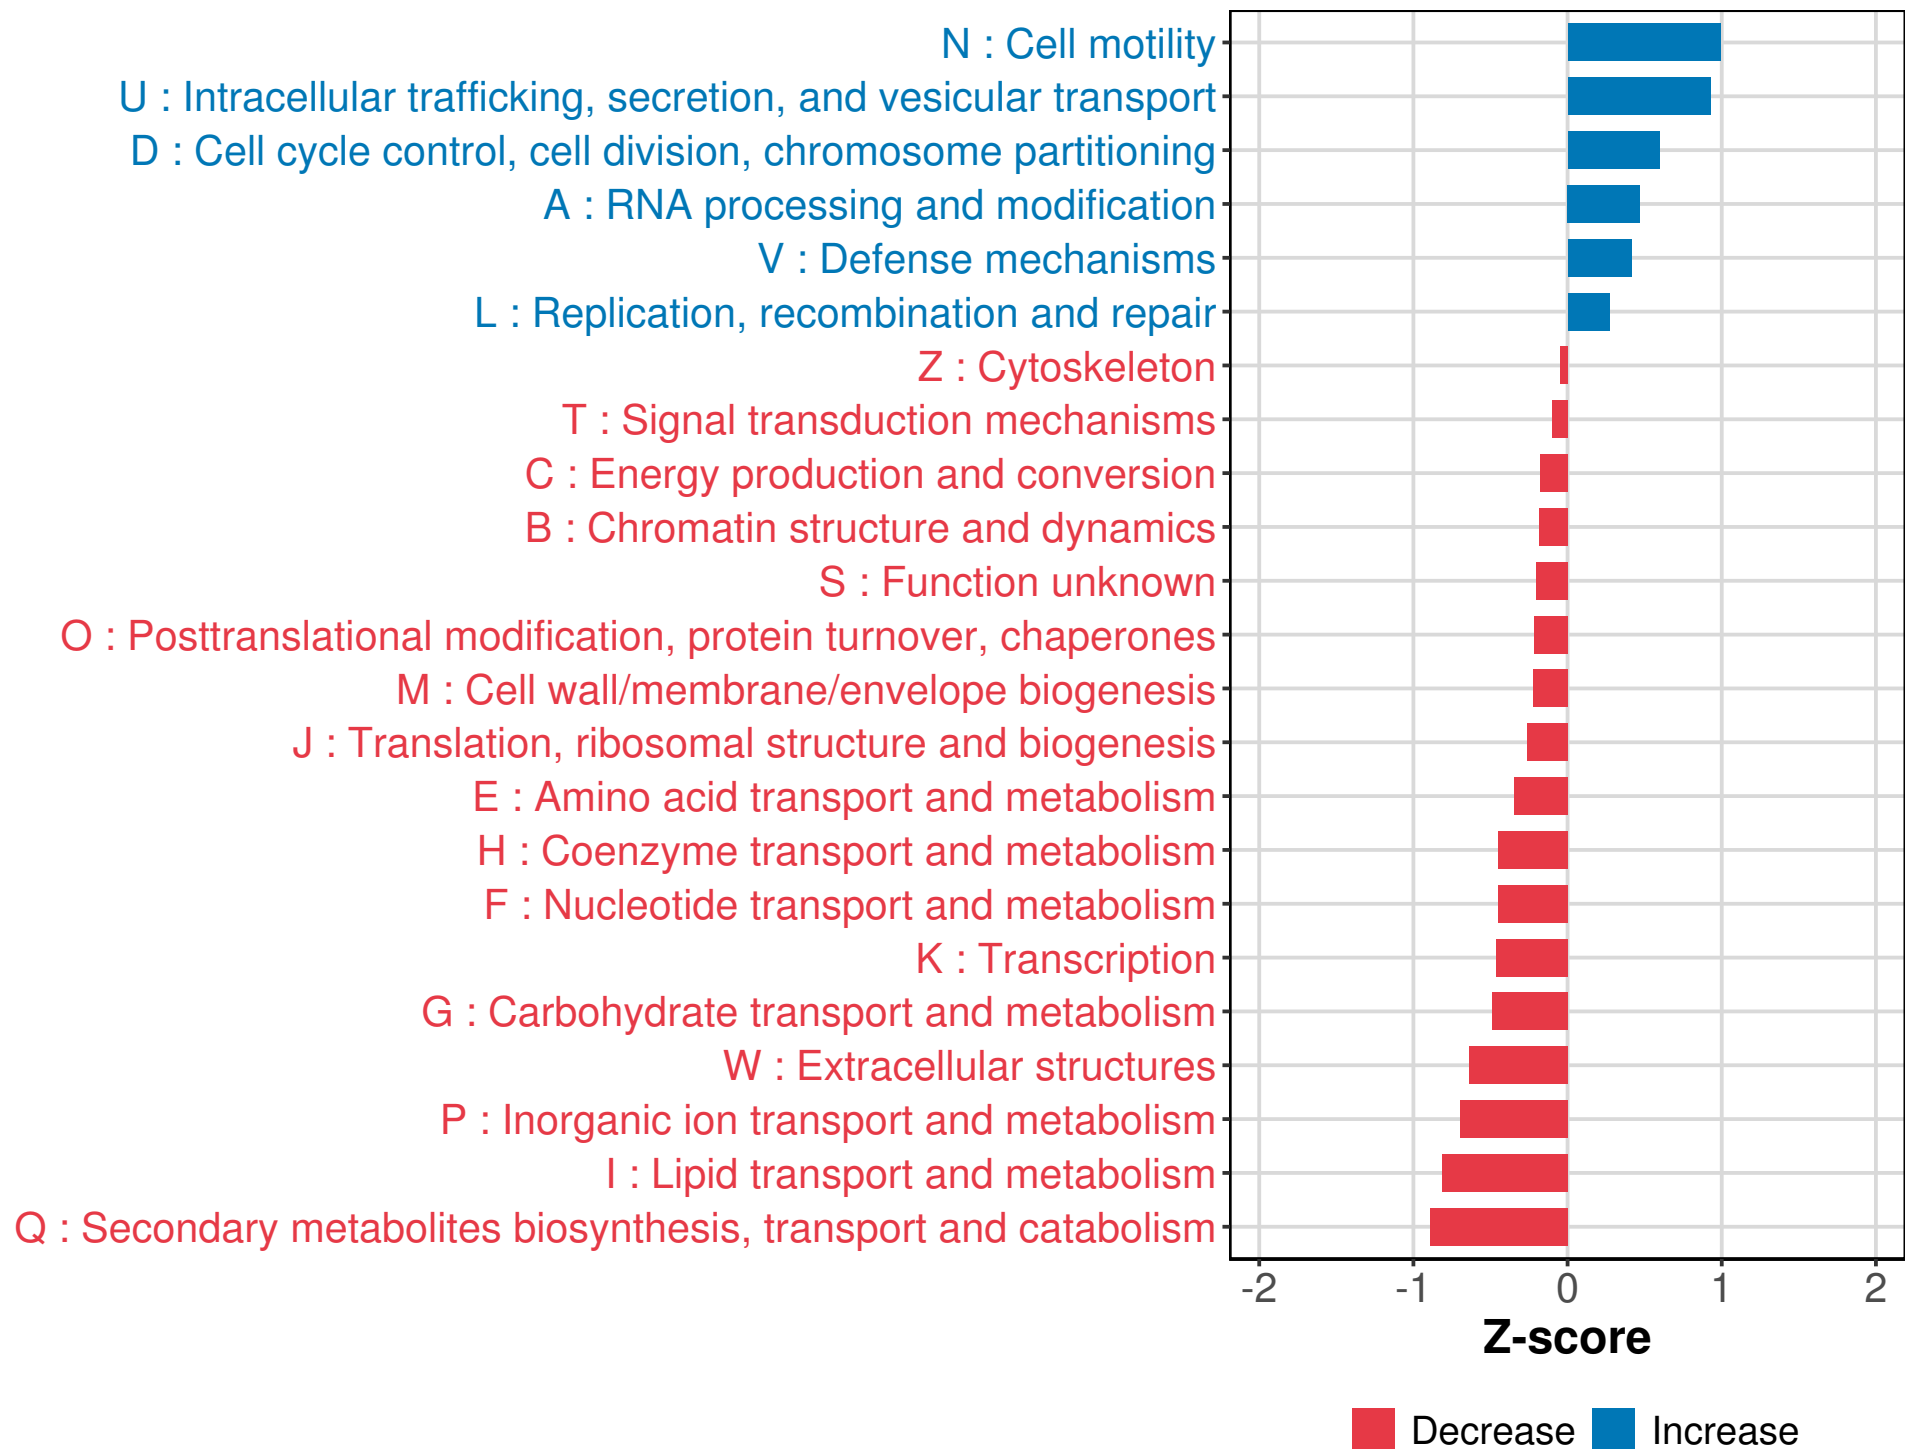 N : Cell motility
U : Intracellular trafficking, secretion, and vesicular transport
D : Cell cycle control, cell division, chromosome partitioning
A : RNA processing and modification
V : Defense mechanisms
L : Replication, recombination and repair
Z : Cytoskeleton
T : Signal transduction mechanisms
C : Energy production and conversion
B : Chromatin structure and dynamics
S : Function unknown
O : Posttranslational modification, protein turnover, chaperones
M : Cell wall/membrane/envelope biogenesis
J : Translation, ribosomal structure and biogenesis
E : Amino acid transport and metabolism
H : Coenzyme transport and metabolism
F : Nucleotide transport and metabolism
K : Transcription
G : Carbohydrate transport and metabolism
W : Extracellular structures
P : Inorganic ion transport and metabolism
I : Lipid transport and metabolism
Q : Secondary metabolites biosynthesis, transport and catabolism
-2 -1 0 1 2
Z-score
Decrease Increase